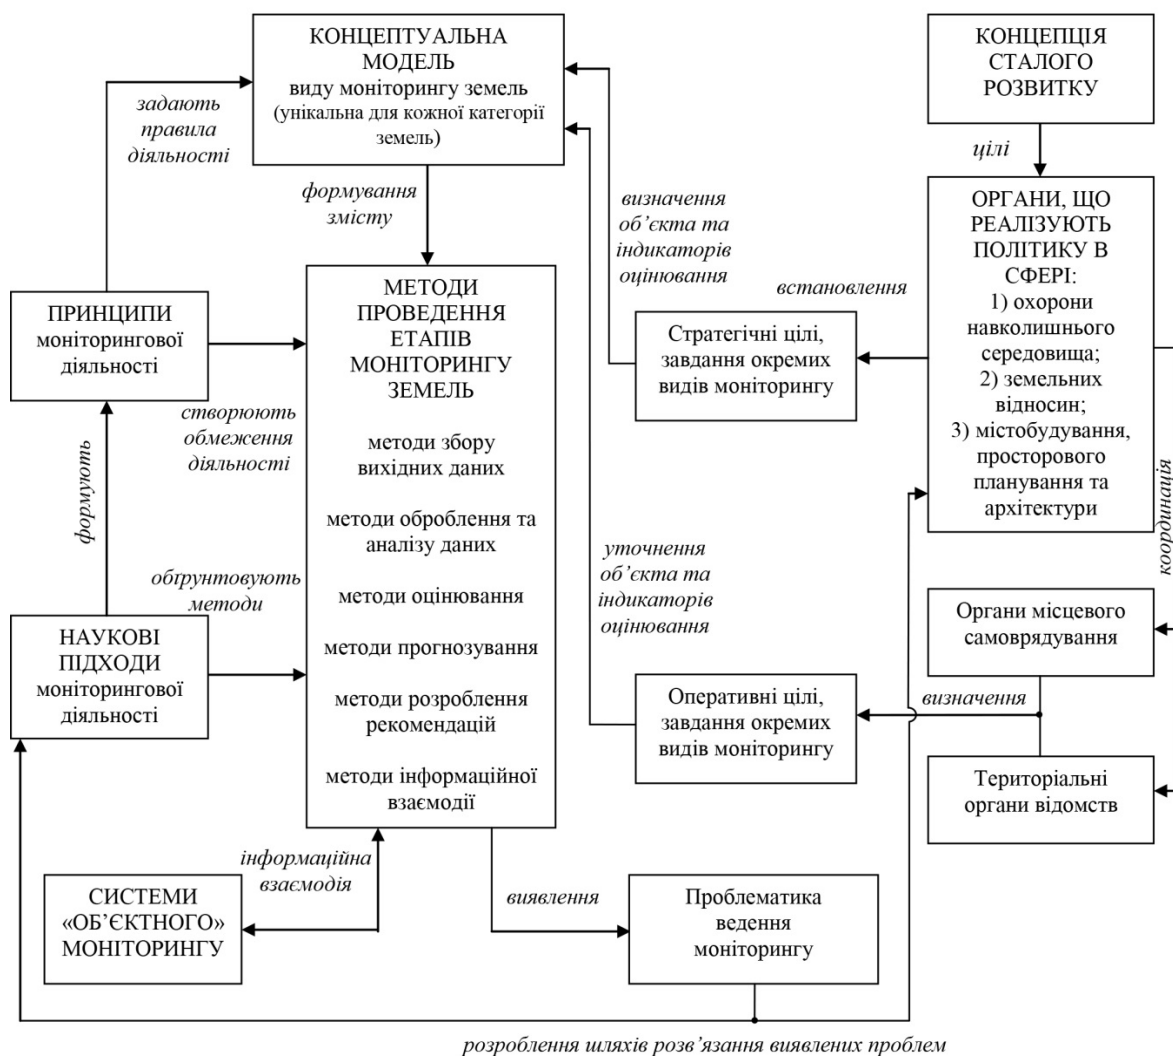 КОНЦЕПТУАЛЬНА
МОДЕЛЬ
виду моніторингу земель
(унікальна для кожної категорії
земель)
КОНЦЕПЦІЯ
СТАЛОГО
РОЗВИТКУ
задають
правила
діяльності
цілі
формування
змісту
визначення
об’єкта та
індикаторів
оцінювання
ОРГАНИ, ЩО
РЕАЛІЗУЮТЬ
ПОЛІТИКУ В
СФЕРІ:
1) охорони
навколишнього
середовища;
2) земельних
відносин;
3) містобудування,
просторового
планування та
архітектури
встановлення
ПРИНЦИПИ
моніторингової
діяльності
МЕТОДИ
ПРОВЕДЕННЯ
ЕТАПІВ
МОНІТОРИНГУ
ЗЕМЕЛЬ
методи збору
вихідних даних
методи оброблення та
аналізу даних
методи оцінювання
методи прогнозування
методи розроблення
рекомендацій
методи інформаційної
взаємодії
Стратегічні цілі,
завдання окремих
видів моніторингу
створюють
обмеження
діяльності
формують
координація
обґрунтовують
методи
уточнення
об’єкта та
індикаторів
оцінювання
НАУКОВІ
ПІДХОДИ
моніторингової
діяльності
Органи місцевого
самоврядування
Оперативні цілі,
завдання окремих
видів моніторингу
визначення
Територіальні
органи відомств
інформаційна
взаємодія
СИСТЕМИ
«ОБ’ЄКТНОГО»
МОНІТОРИНГУ
виявлення
Проблематика
ведення
моніторингу
розроблення шляхів розв’язання виявлених проблем